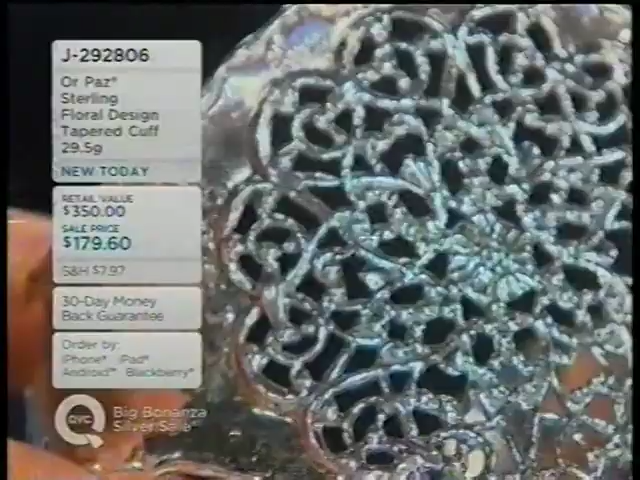 J-292806
Or Paz®
Sterling
Floral Design
Tapered Cuff
29.5g
NEW TODAY
RETAIL VALUE
$350.00
SALE PRICE
$179.60
S&H $7.97
30-Day Money
Back Guarantee
Order by:
iPhone® iPad®
Android™ Blackberry®
QVC
Big Bonanza
Silver Sale